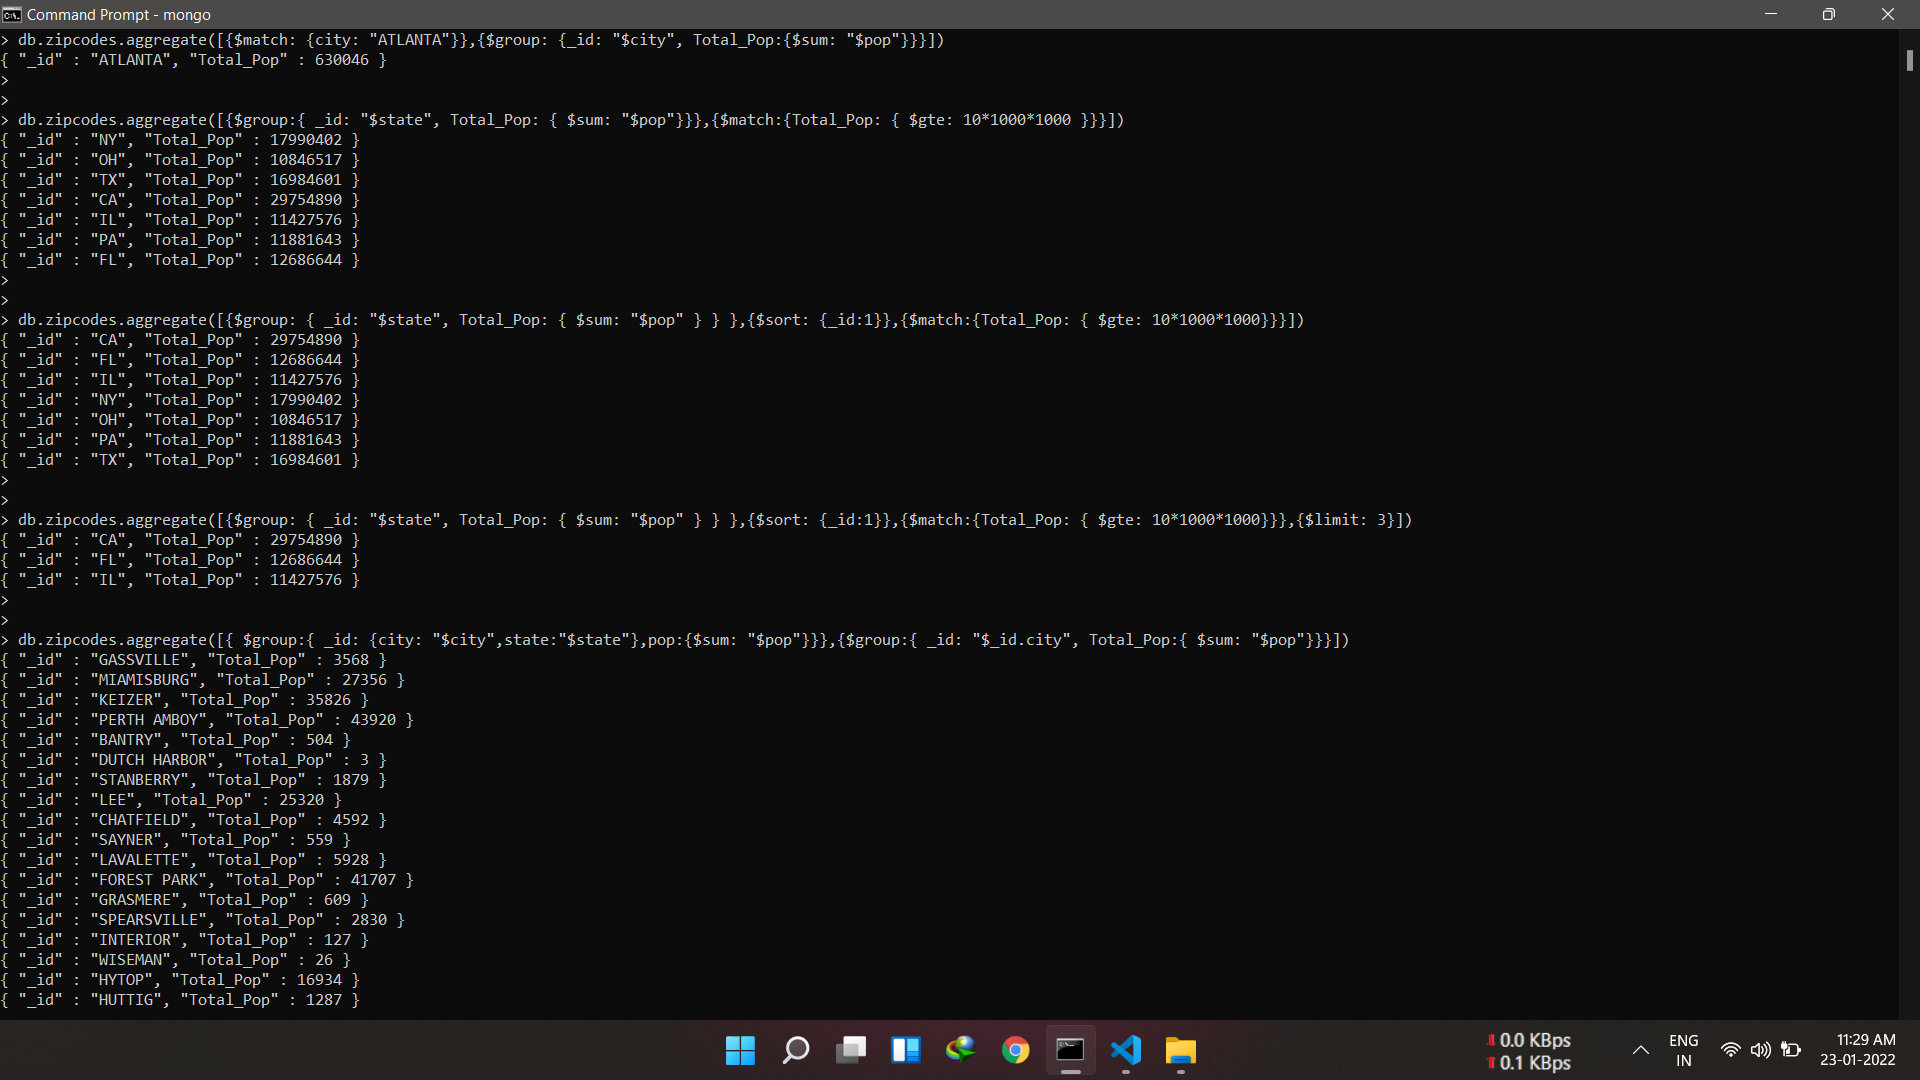 Command Prompt - mongo
> db.zipcodes.aggregate([{$match: {city: "ATLANTA"}},{$group: {_id: "$city", Total_Pop:{$sum: "$pop"}}}])
{ "_id" : "ATLANTA", "Total_Pop" : 630046 }
>
>
> db.zipcodes.aggregate([{$group:{ _id: "$state", Total_Pop: { $sum: "$pop"}}},{$match:{Total_Pop: { $gte: 10*1000*1000 }}}])
{ "_id" : "NY", "Total_Pop" : 17990402 }
{ "_id" : "OH", "Total_Pop" : 10846517 }
{ "_id" : "TX", "Total_Pop" : 16984601 }
{ "_id" : "CA", "Total_Pop" : 29754890 }
{ "_id" : "IL", "Total_Pop" : 11427576 }
{ "_id" : "PA", "Total_Pop" : 11881643 }
{ "_id" : "FL", "Total_Pop" : 12686644 }
>
>
> db.zipcodes.aggregate([{$group: { _id: "$state", Total_Pop: { $sum: "$pop" } } },{$sort: {_id:1}},{$match:{Total_Pop: { $gte: 10*1000*1000}}}])
{ "_id" : "CA", "Total_Pop" : 29754890 }
{ "_id" : "FL", "Total_Pop" : 12686644 }
{ "_id" : "IL", "Total_Pop" : 11427576 }
{ "_id" : "NY", "Total_Pop" : 17990402 }
{ "_id" : "OH", "Total_Pop" : 10846517 }
{ "_id" : "PA", "Total_Pop" : 11881643 }
{ "_id" : "TX", "Total_Pop" : 16984601 }
>
>
> db.zipcodes.aggregate([{$group: { _id: "$state", Total_Pop: { $sum: "$pop" } } },{$sort: {_id:1}},{$match:{Total_Pop: { $gte: 10*1000*1000}}},{$limit: 3}])
{ "_id" : "CA", "Total_Pop" : 29754890 }
{ "_id" : "FL", "Total_Pop" : 12686644 }
{ "_id" : "IL", "Total_Pop" : 11427576 }
>
>
> db.zipcodes.aggregate([{ $group:{ _id: {city: "$city",state:"$state"},pop:{$sum: "$pop"}}},{$group:{ _id: "$_id.city", Total_Pop:{ $sum: "$pop"}}}])
{ "_id" : "GASSVILLE", "Total_Pop" : 3568 }
{ "_id" : "MIAMISBURG", "Total_Pop" : 27356 }
{ "_id" : "KEIZER", "Total_Pop" : 35826 }
{ "_id" : "PERTH AMBOY", "Total_Pop" : 43920 }
{ "_id" : "BANTRY", "Total_Pop" : 504 }
{ "_id" : "DUTCH HARBOR", "Total_Pop" : 3 }
{ "_id" : "STANBERRY", "Total_Pop" : 1879 }
{ "_id" : "LEE", "Total_Pop" : 25320 }
{ "_id" : "CHATFIELD", "Total_Pop" : 4592 }
{ "_id" : "SAYNER", "Total_Pop" : 559 }
{ "_id" : "LAVALETTE", "Total_Pop" : 5928 }
{ "_id" : "FOREST PARK", "Total_Pop" : 41707 }
{ "_id" : "GRASMERE", "Total_Pop" : 609 }
{ "_id" : "SPEARSVILLE", "Total_Pop" : 2830 }
{ "_id" : "INTERIOR", "Total_Pop" : 127 }
{ "_id" : "WISEMAN", "Total_Pop" : 26 }
{ "_id" : "HYTOP", "Total_Pop" : 16934 }
{ "_id" : "HUTTIG", "Total_Pop" : 1287 }
0.0 KBps
0.1 KBps
ENG
IN
11:29 AM
23-01-2022